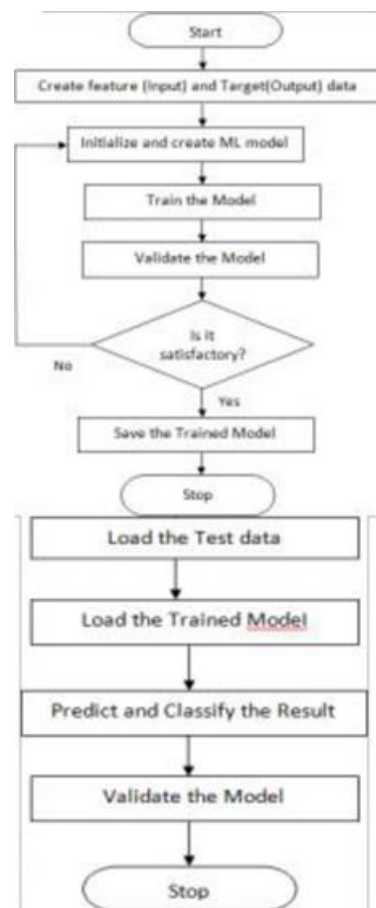 Start
Create feature (Input) and Target(Output) data
Initialize and create ML model
Train the Model
Validate the Model
Is it
satisfactory?
No
Yes
Save the Trained Model
Stop
Load the Test data
Load the Trained Model
Predict and Classify the Result
Validate the Model
Stop